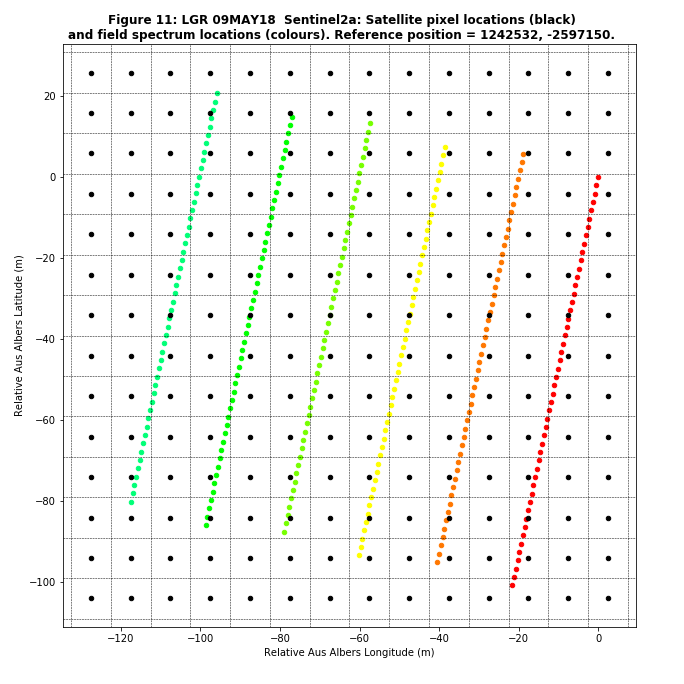 Figure 11: LGR 09MAY18 Sentinel2a: Satellite pixel locations (black)
and field spectrum locations (colours). Reference position = 1242532, -2597150.
20
0
−20
−40
−60
−80
−100
Relative Aus Albers Latitude (m)
−120 −100 −80 −60 −40 −20 0
Relative Aus Albers Longitude (m)